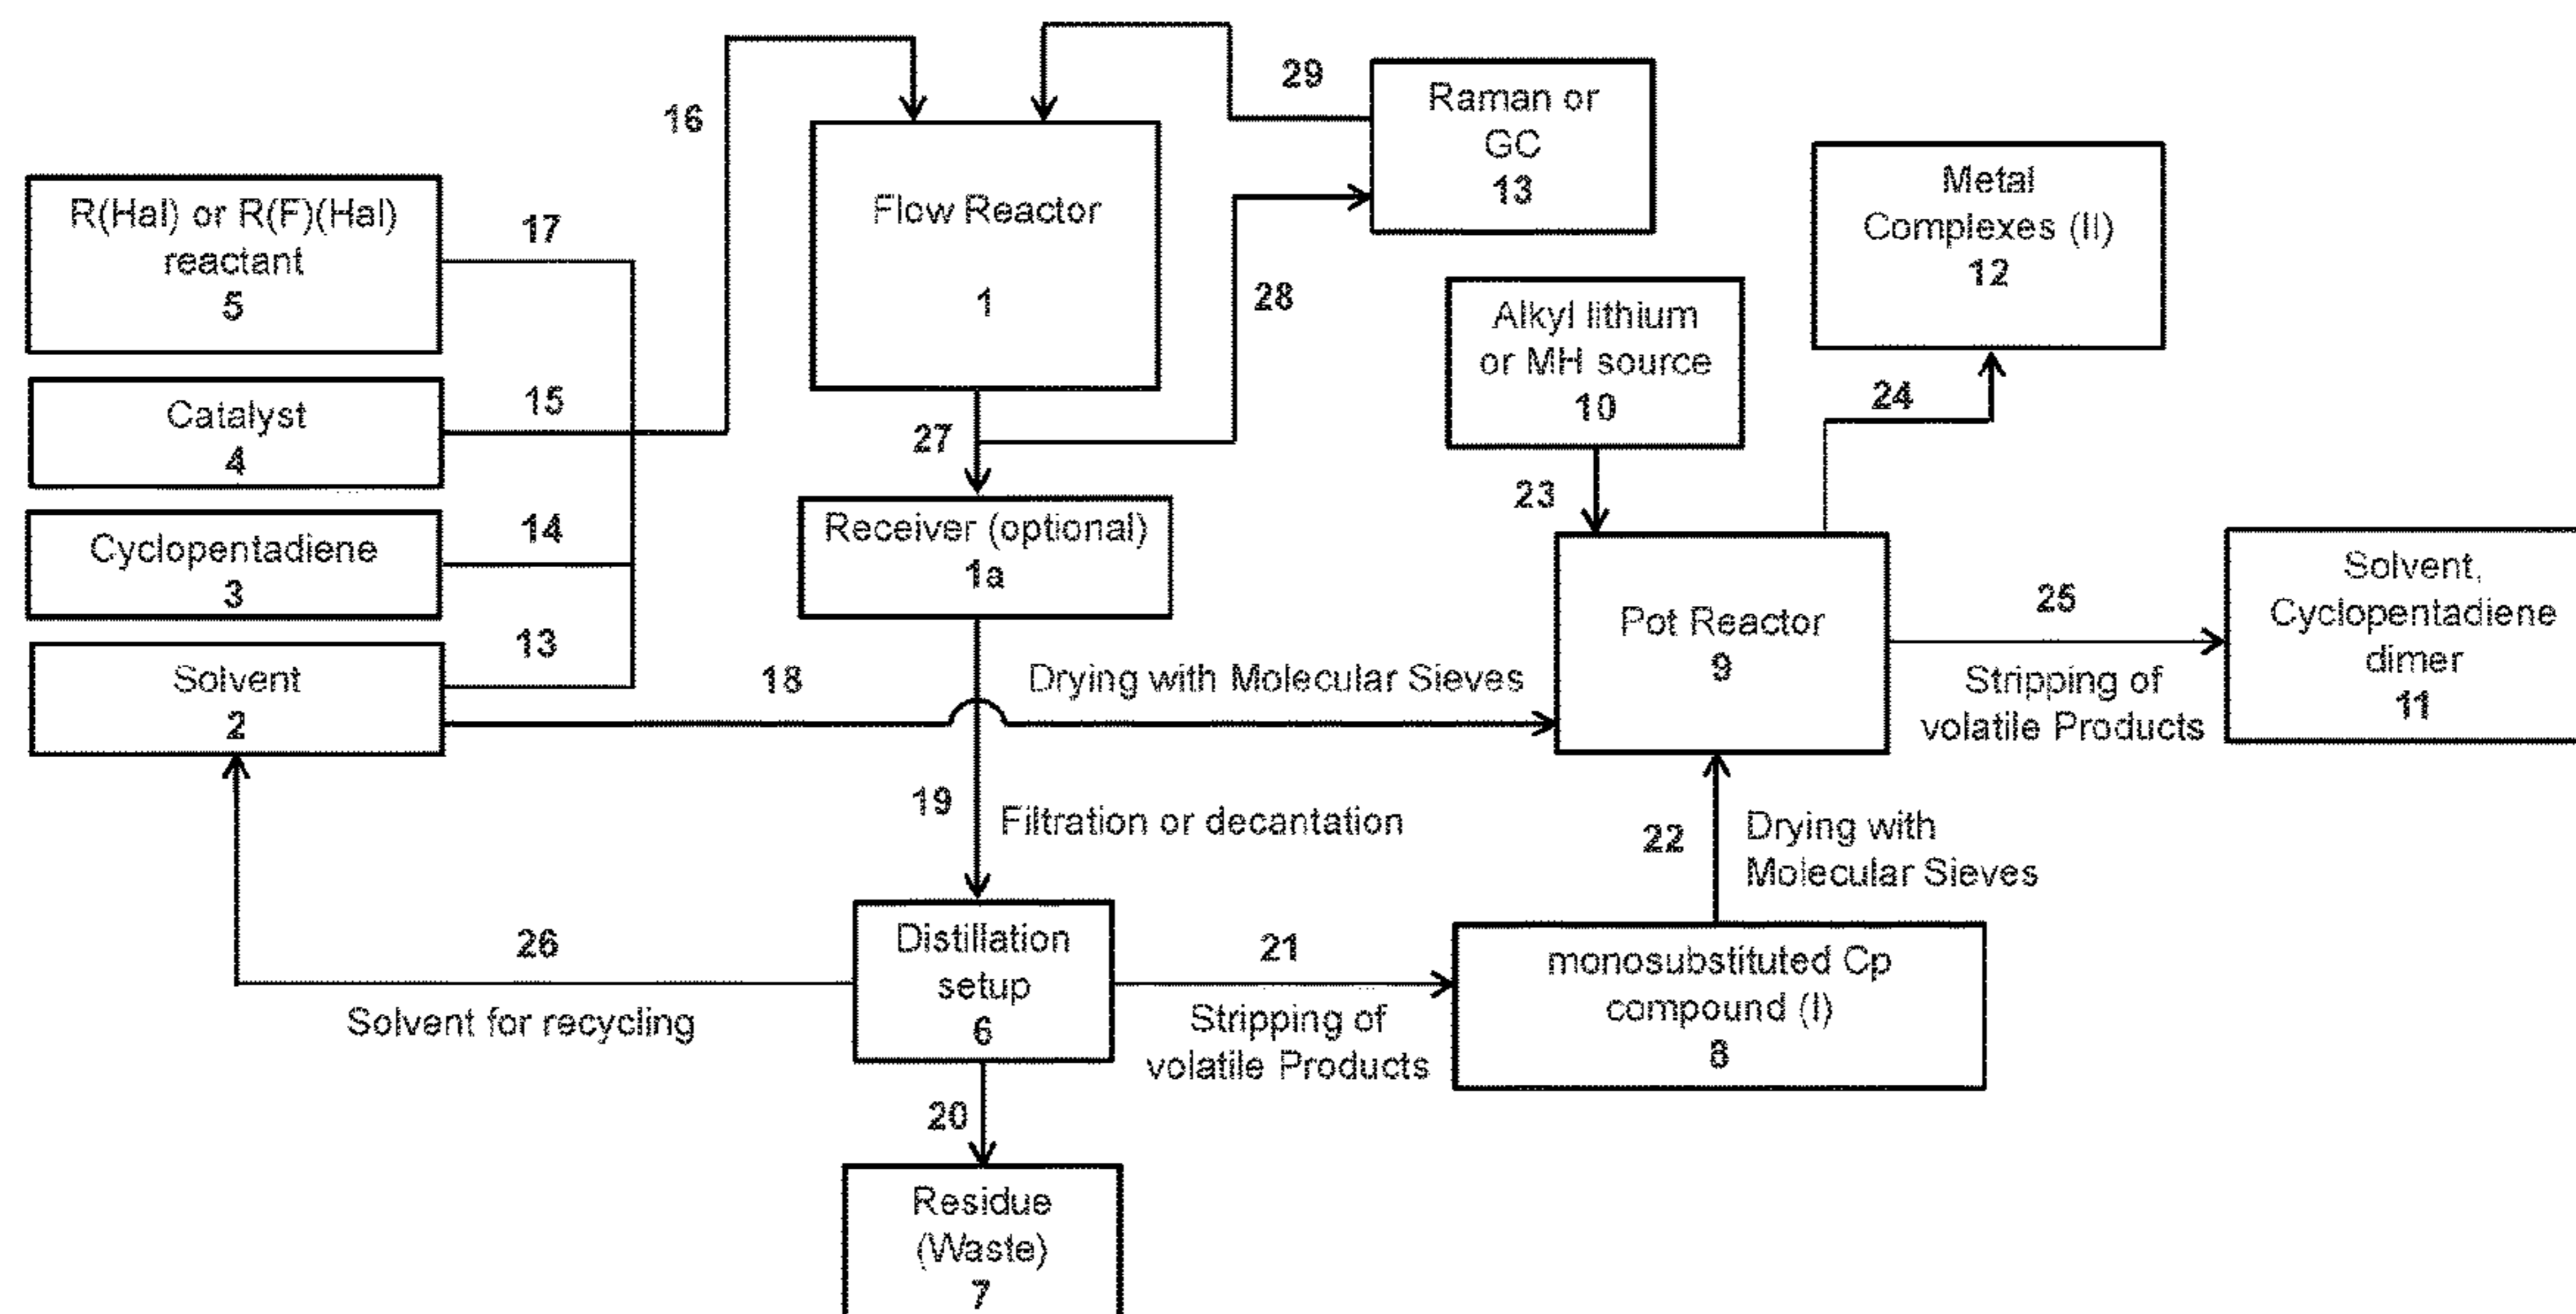 29
16
Raman or
GC
13
Flow Reactor
1
R(Hal) or R(F)(Hal)
reactant
5
17
28
Metal
Complexes (II)
12
Alkyl lithium
or MH source
10
24
Catalyst
4
15
27
23
Receiver (optional)
1a
Cyclopentadiene
3
14
13
Solvent
2
18
Drying with Molecular Sieves
Pot Reactor
9
25
Stripping of
volatile Products
Solvent,
Cyclopentadiene
dimer
11
19
Filtration or decantation
22
Drying with
Molecular Sieves
26
Solvent for recycling
Distillation
setup
6
21
Stripping of
volatile Products
monosubstituted Cp
compound (I)
8
20
Residue
(Waste)
7